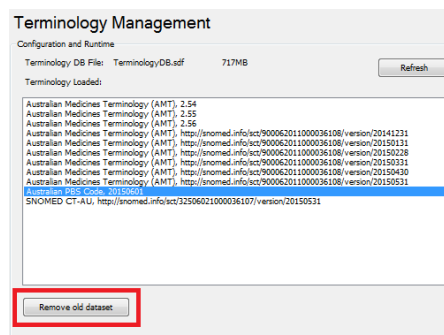 Terminology Management
Configuration and Runtime
Terminology DB File: TerminologyDB.sdf 717MB
Refresh
Terminology Loaded:
Australian Medicines Terminology (AMT), 2.54
Australian Medicines Terminology (AMT), 2.55
Australian Medicines Terminology (AMT), 2.56
Australian Medicines Terminology (AMT), http://snomed.info/sct/900062011000036108/version/20141231
Australian Medicines Terminology (AMT), http://snomed.info/sct/900062011000036108/version/20150131
Australian Medicines Terminology (AMT), http://snomed.info/sct/900062011000036108/version/20150228
Australian Medicines Terminology (AMT), http://snomed.info/sct/900062011000036108/version/20150331
Australian Medicines Terminology (AMT), http://snomed.info/sct/900062011000036108/version/20150430
Australian Medicines Terminology (AMT), http://snomed.info/sct/900062011000036108/version/20150531
Australian PBS Code, 20150601
SNOMED CT-AU, http://snomed.info/sct/32506021000036107/version/20150531
Remove old dataset